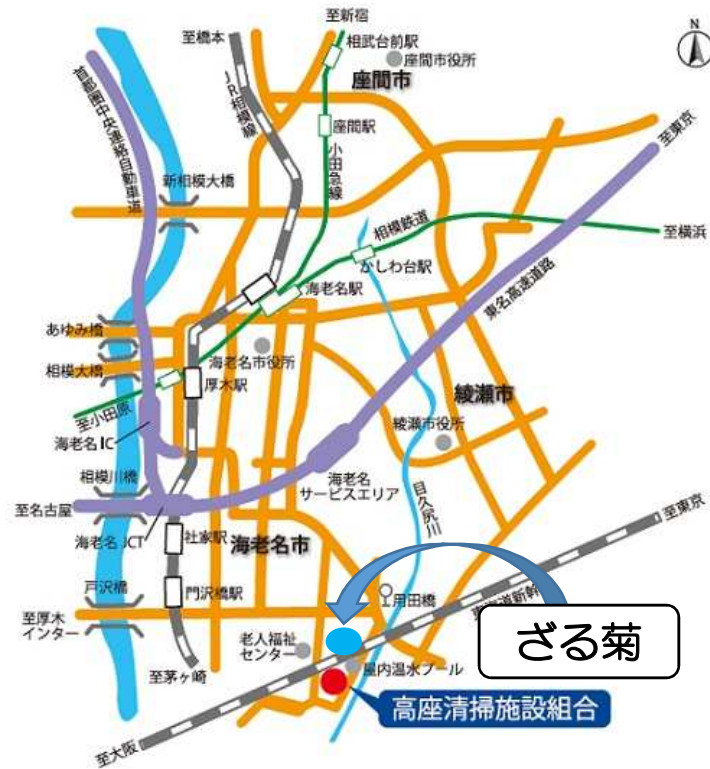 至新宿
至橋本
相武台前駅
座間市役所
座間市
N
首都圏中央連絡自動車道
JR相模線
座間駅
小田急線
至東京
新相模大橋
相模鉄道
至横浜
かしわ台駅
海老名駅
東名高速道路
あゆみ橋
海老名市役所
相模大橋
厚木駅
綾瀬市
至小田原
綾瀬市役所
海老名IC
相模川橋
海老名
サービスエリア
目久尻川
至名古屋
海老名JCT
社家駅
海老名市
至東京
戸沢橋
門沢橋駅
用田橋
至厚木
インター
老人福祉
センター
ざる菊
屋内温水プール
至茅ヶ崎
高座清掃施設組合
至大阪